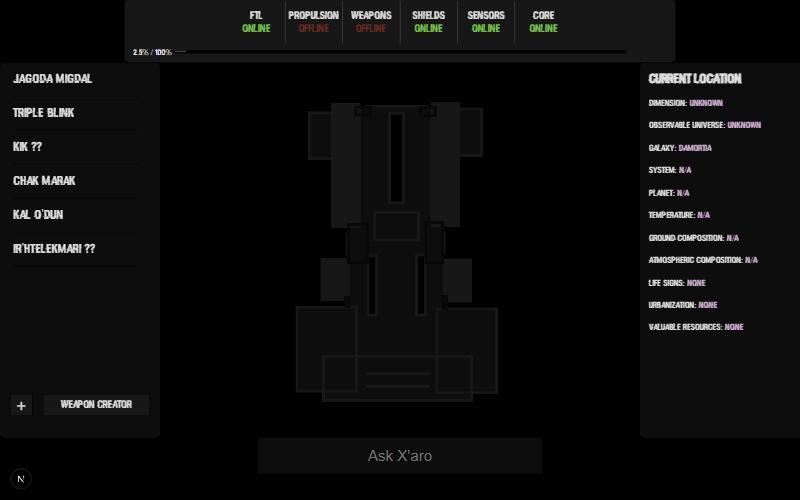 FTL
ONLINE
PROPULSION
OFFLINE
WEAPONS
OFFLINE
SHIELDS
ONLINE
SENSORS
ONLINE
CORE
ONLINE
2.5% / 100%
JAGODA MIGDAL
TRIPLE BLINK
KIK ??
CHAK MARAK
KAL O'DUN
IR'HTELEKMARI ??
+
WEAPON CREATOR
CURRENT LOCATION
DIMENSION: UNKNOWN
OBSERVABLE UNIVERSE: UNKNOWN
GALAXY: DAMORTIA
SYSTEM: N/A
PLANET: N/A
TEMPERATURE: N/A
GROUND COMPOSITION: N/A
ATMOSPHERIC COMPOSITION: N/A
LIFE SIGNS: NONE
URBANIZATION: NONE
VALUABLE RESOURCES: NONE
Ask X'aro
N